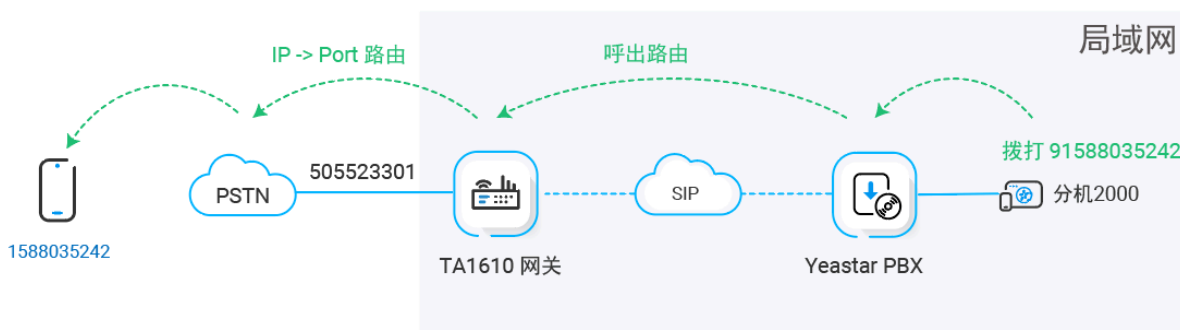 局域网
IP -> Port 路由
呼出路由
拨打 91588035242
505523301
PSTN
SIP
分机2000
1588035242
TA1610 网关
Yeastar PBX